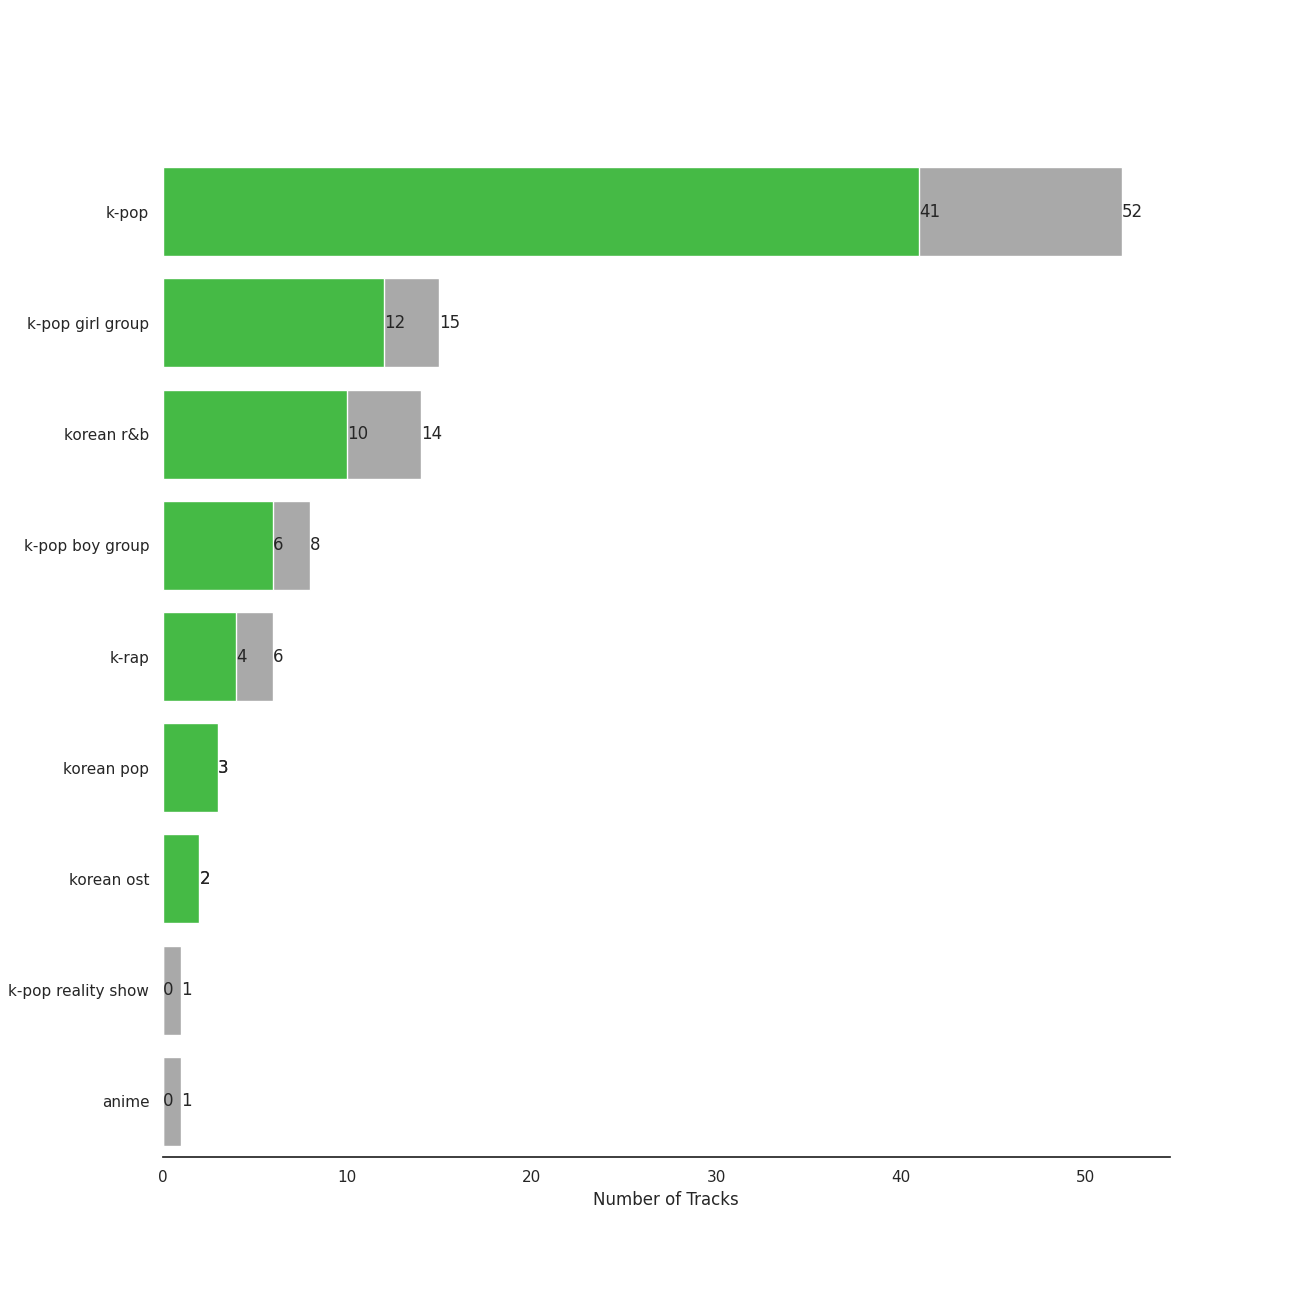 k-pop 41 52
k-pop girl group 12 15
korean r&b 10 14
k-pop boy group 6 8
k-rap 4 6
korean pop 3
korean ost 2
k-pop reality show 0 1
anime 0 1
0 10 20 30 40 50
Number of Tracks